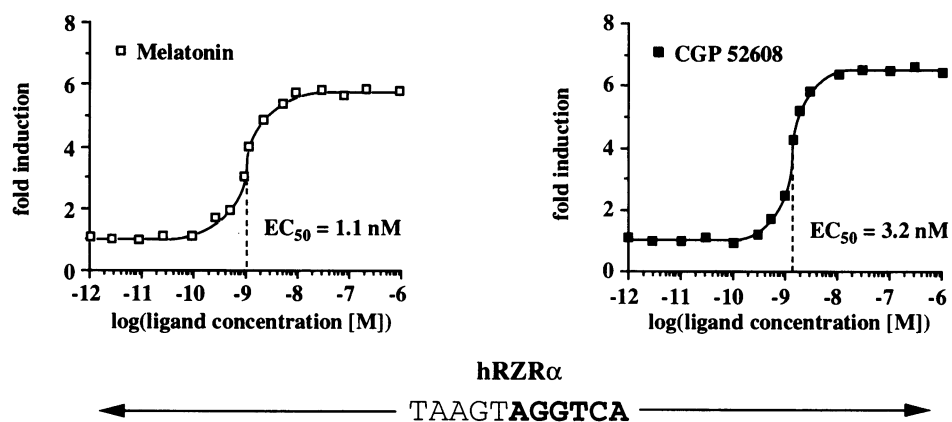 8
Melatonin
6
4
2
0
fold induction
EC50 = 1.1 nM
-12 -11 -10 -9 -8 -7 -6
log(ligand concentration [M])
8
CGP 52608
6
4
2
0
fold induction
EC50 = 3.2 nM
-12 -11 -10 -9 -8 -7 -6
log(ligand concentration [M])
hRZRα
TAAGTAGGTCA